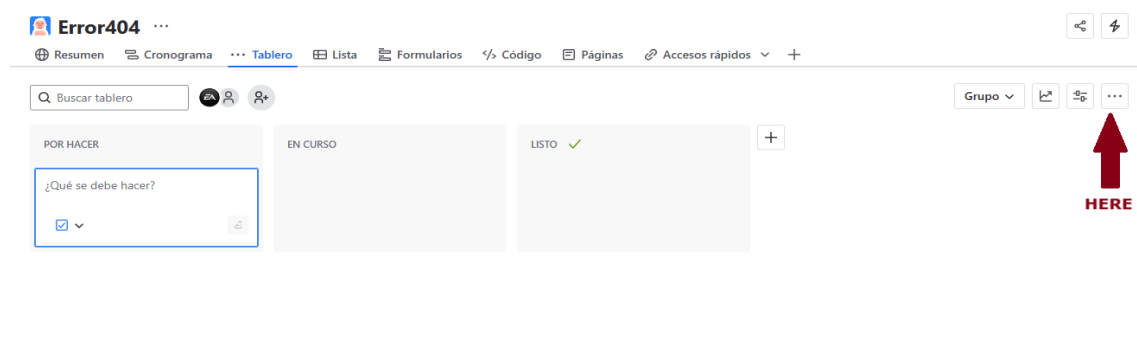 Error404
Resumen Cronograma Tablero Lista Formularios Código Páginas Accesos rápidos
Buscar tablero EA Grupo
POR HACER EN CURSO LISTO
¿Qué se debe hacer?
HERE